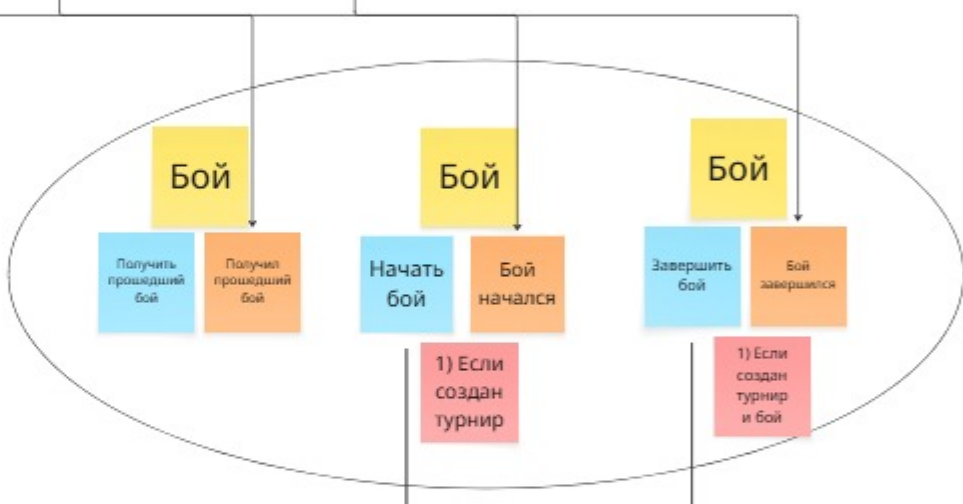 Бой
Бой
Бой
Получить
прошедший
бой
Получил
прошедший
бой
Начать
бой
Бой
начался
Завершить
бой
Бой
завершился
1) Если
создан
турнир
1) Если
создан
турнир
и бой